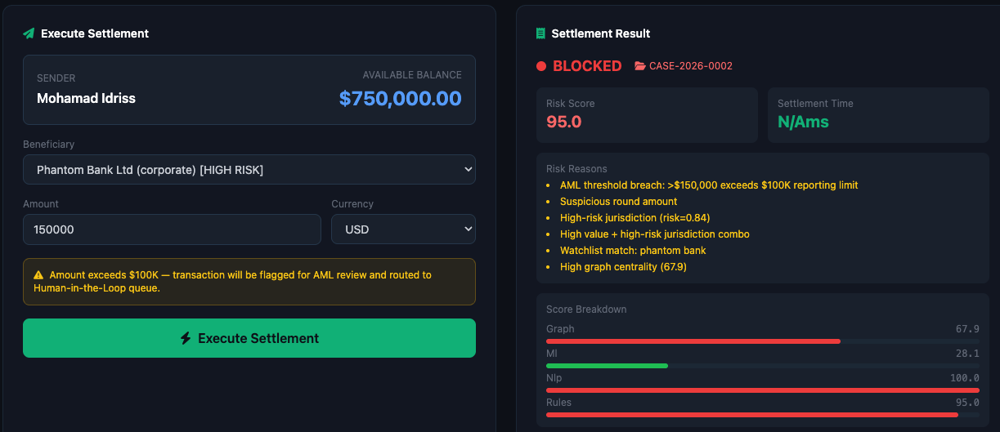 Execute Settlement
SENDER
Mohamad Idriss
AVAILABLE BALANCE
$750,000.00
Beneficiary
Phantom Bank Ltd (corporate) [HIGH RISK]
Amount
150000
Currency
USD
Amount exceeds $100K — transaction will be flagged for AML review and routed to
Human-in-the-Loop queue.
Execute Settlement
Settlement Result
BLOCKED
CASE-2026-0002
Risk Score
95.0
Settlement Time
N/Ams
Risk Reasons
• AML threshold breach: >$150,000 exceeds $100K reporting limit
• Suspicious round amount
• High-risk jurisdiction (risk=0.84)
• High value + high-risk jurisdiction combo
• Watchlist match: phantom bank
• High graph centrality (67.9)
Score Breakdown
Graph 67.9
Ml 28.1
Nlp 100.0
Rules 95.0